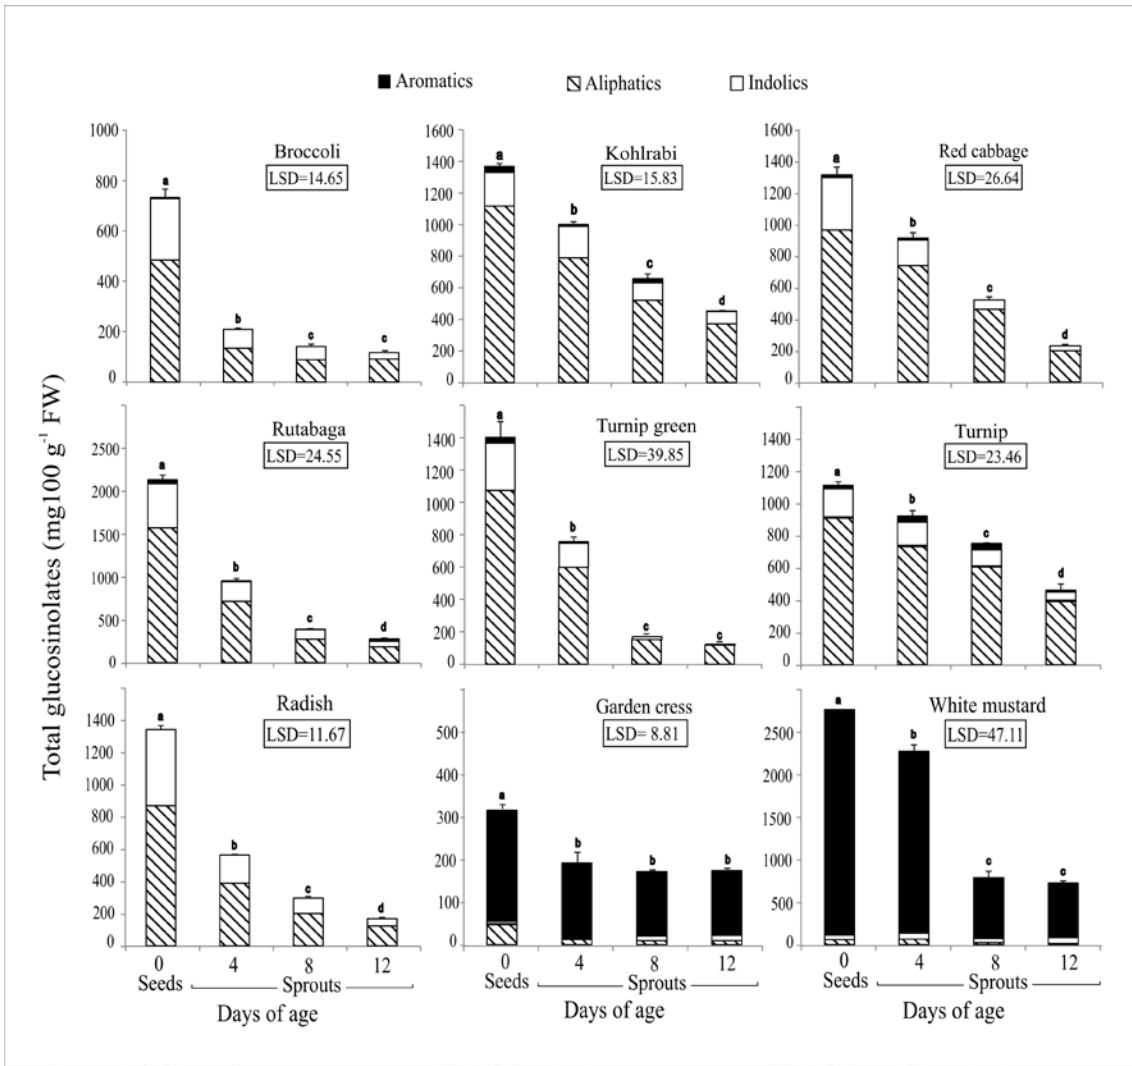 Aromatics Aliphatics Indolics
Total glucosinolates (mg100 g-1 FW)
Broccoli
LSD=14.65
1000
800
600
400
200
0
a
b
c
c
Kohlrabi
LSD=15.83
1600
1400
1200
1000
800
600
400
200
0
a
b
c
d
Red cabbage
LSD=26.64
1600
1400
1200
1000
800
600
400
200
0
a
b
c
d
Rutabaga
LSD=24.55
2500
2000
1500
1000
500
0
a
b
c
d
Turnip green
LSD=39.85
1400
1200
1000
800
600
400
200
0
a
b
c
c
Turnip
LSD=23.46
1400
1200
1000
800
600
400
200
0
a
b
c
d
Radish
LSD=11.67
1400
1200
1000
800
600
400
200
0
a
b
c
d
0 4 8 12
Seeds Sprouts
Days of age
Garden cress
LSD= 8.81
500
400
300
200
100
0
a
b
b
b
0 4 8 12
Seeds Sprouts
Days of age
White mustard
LSD=47.11
2500
2000
1500
1000
500
0
a
b
c
c
0 4 8 12
Seeds Sprouts
Days of age